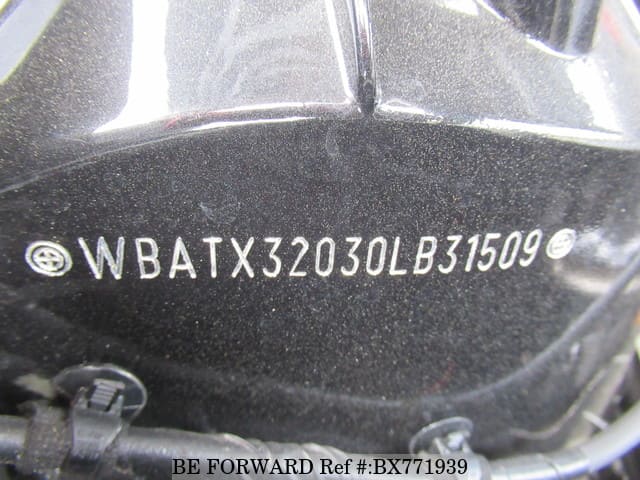 WBATX32030LB31509
BE FORWARD Ref #:BX771939